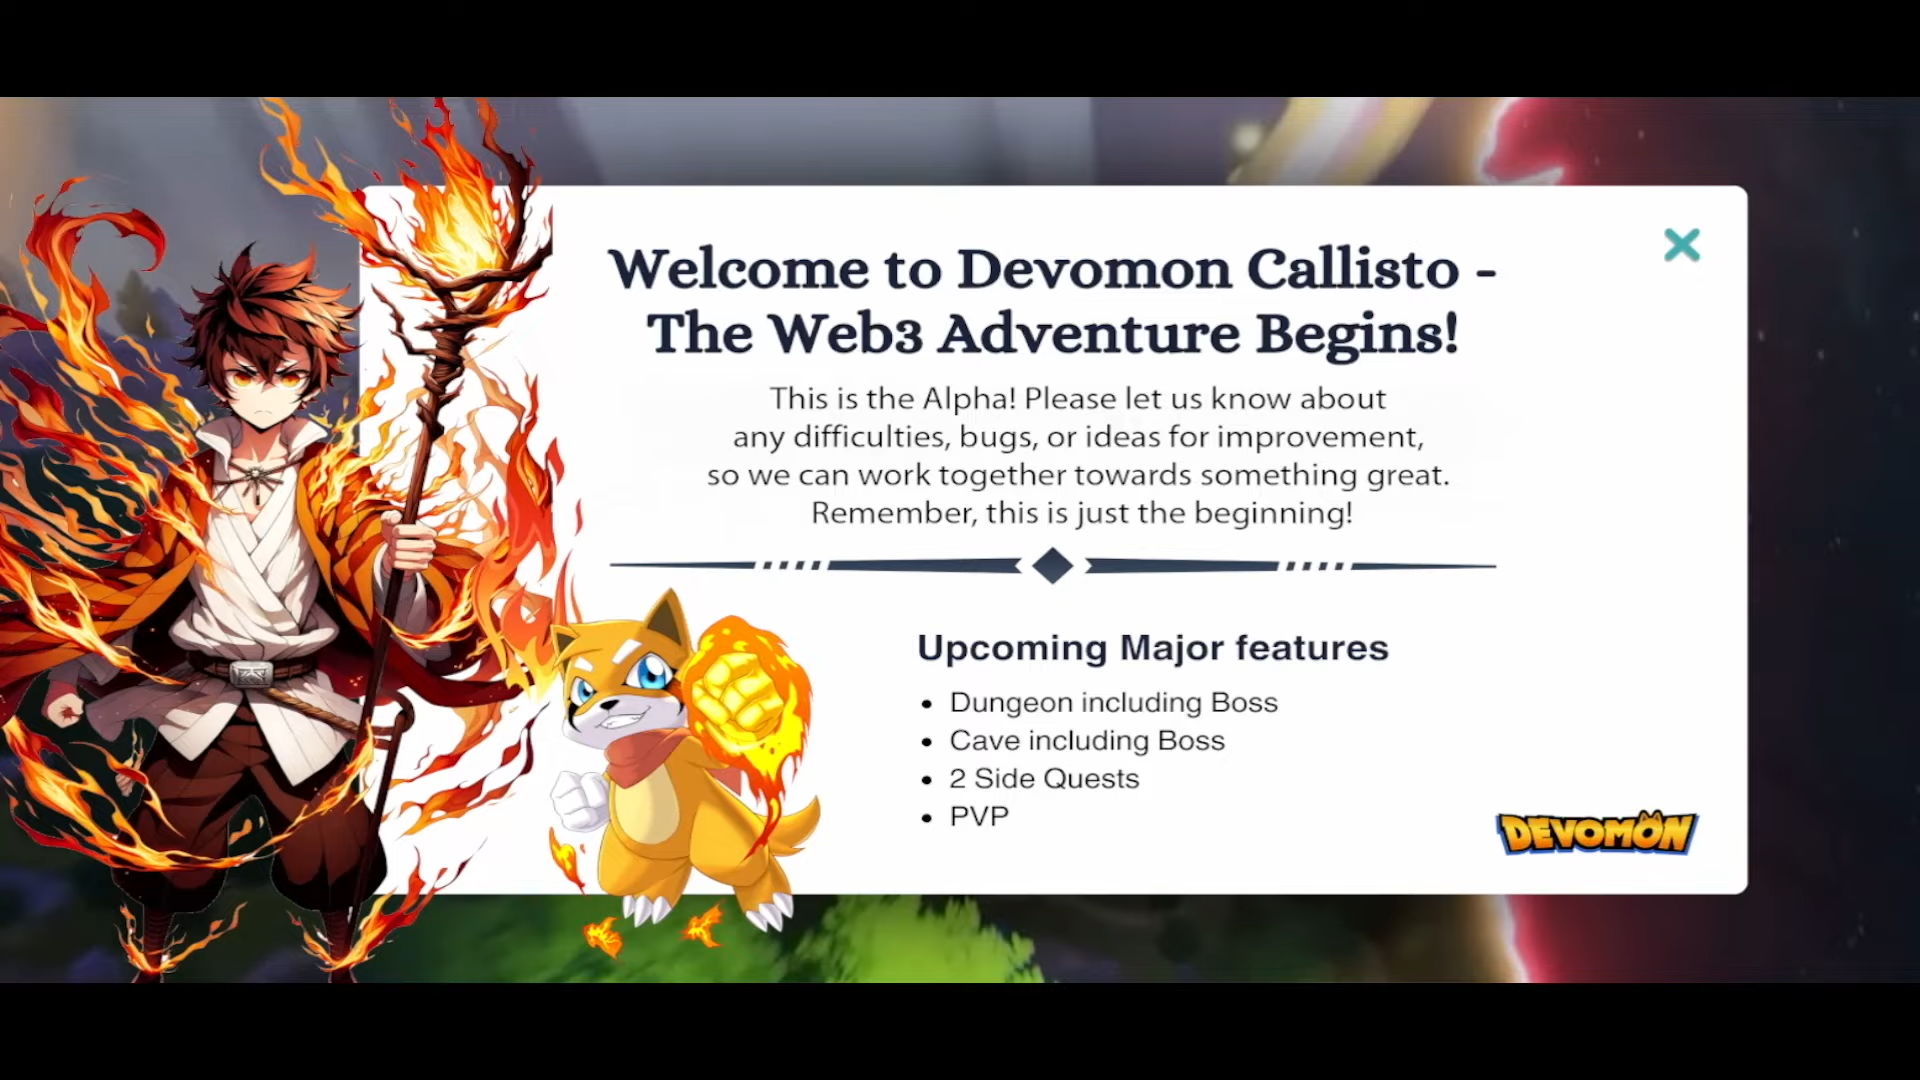 Welcome to Devomon Callisto -
The Web3 Adventure Begins!
This is the Alpha! Please let us know about
any difficulties, bugs, or ideas for improvement,
so we can work together towards something great.
Remember, this is just the beginning!
Upcoming Major features
• Dungeon including Boss
• Cave including Boss
• 2 Side Quests
• PVP
DEVOMON